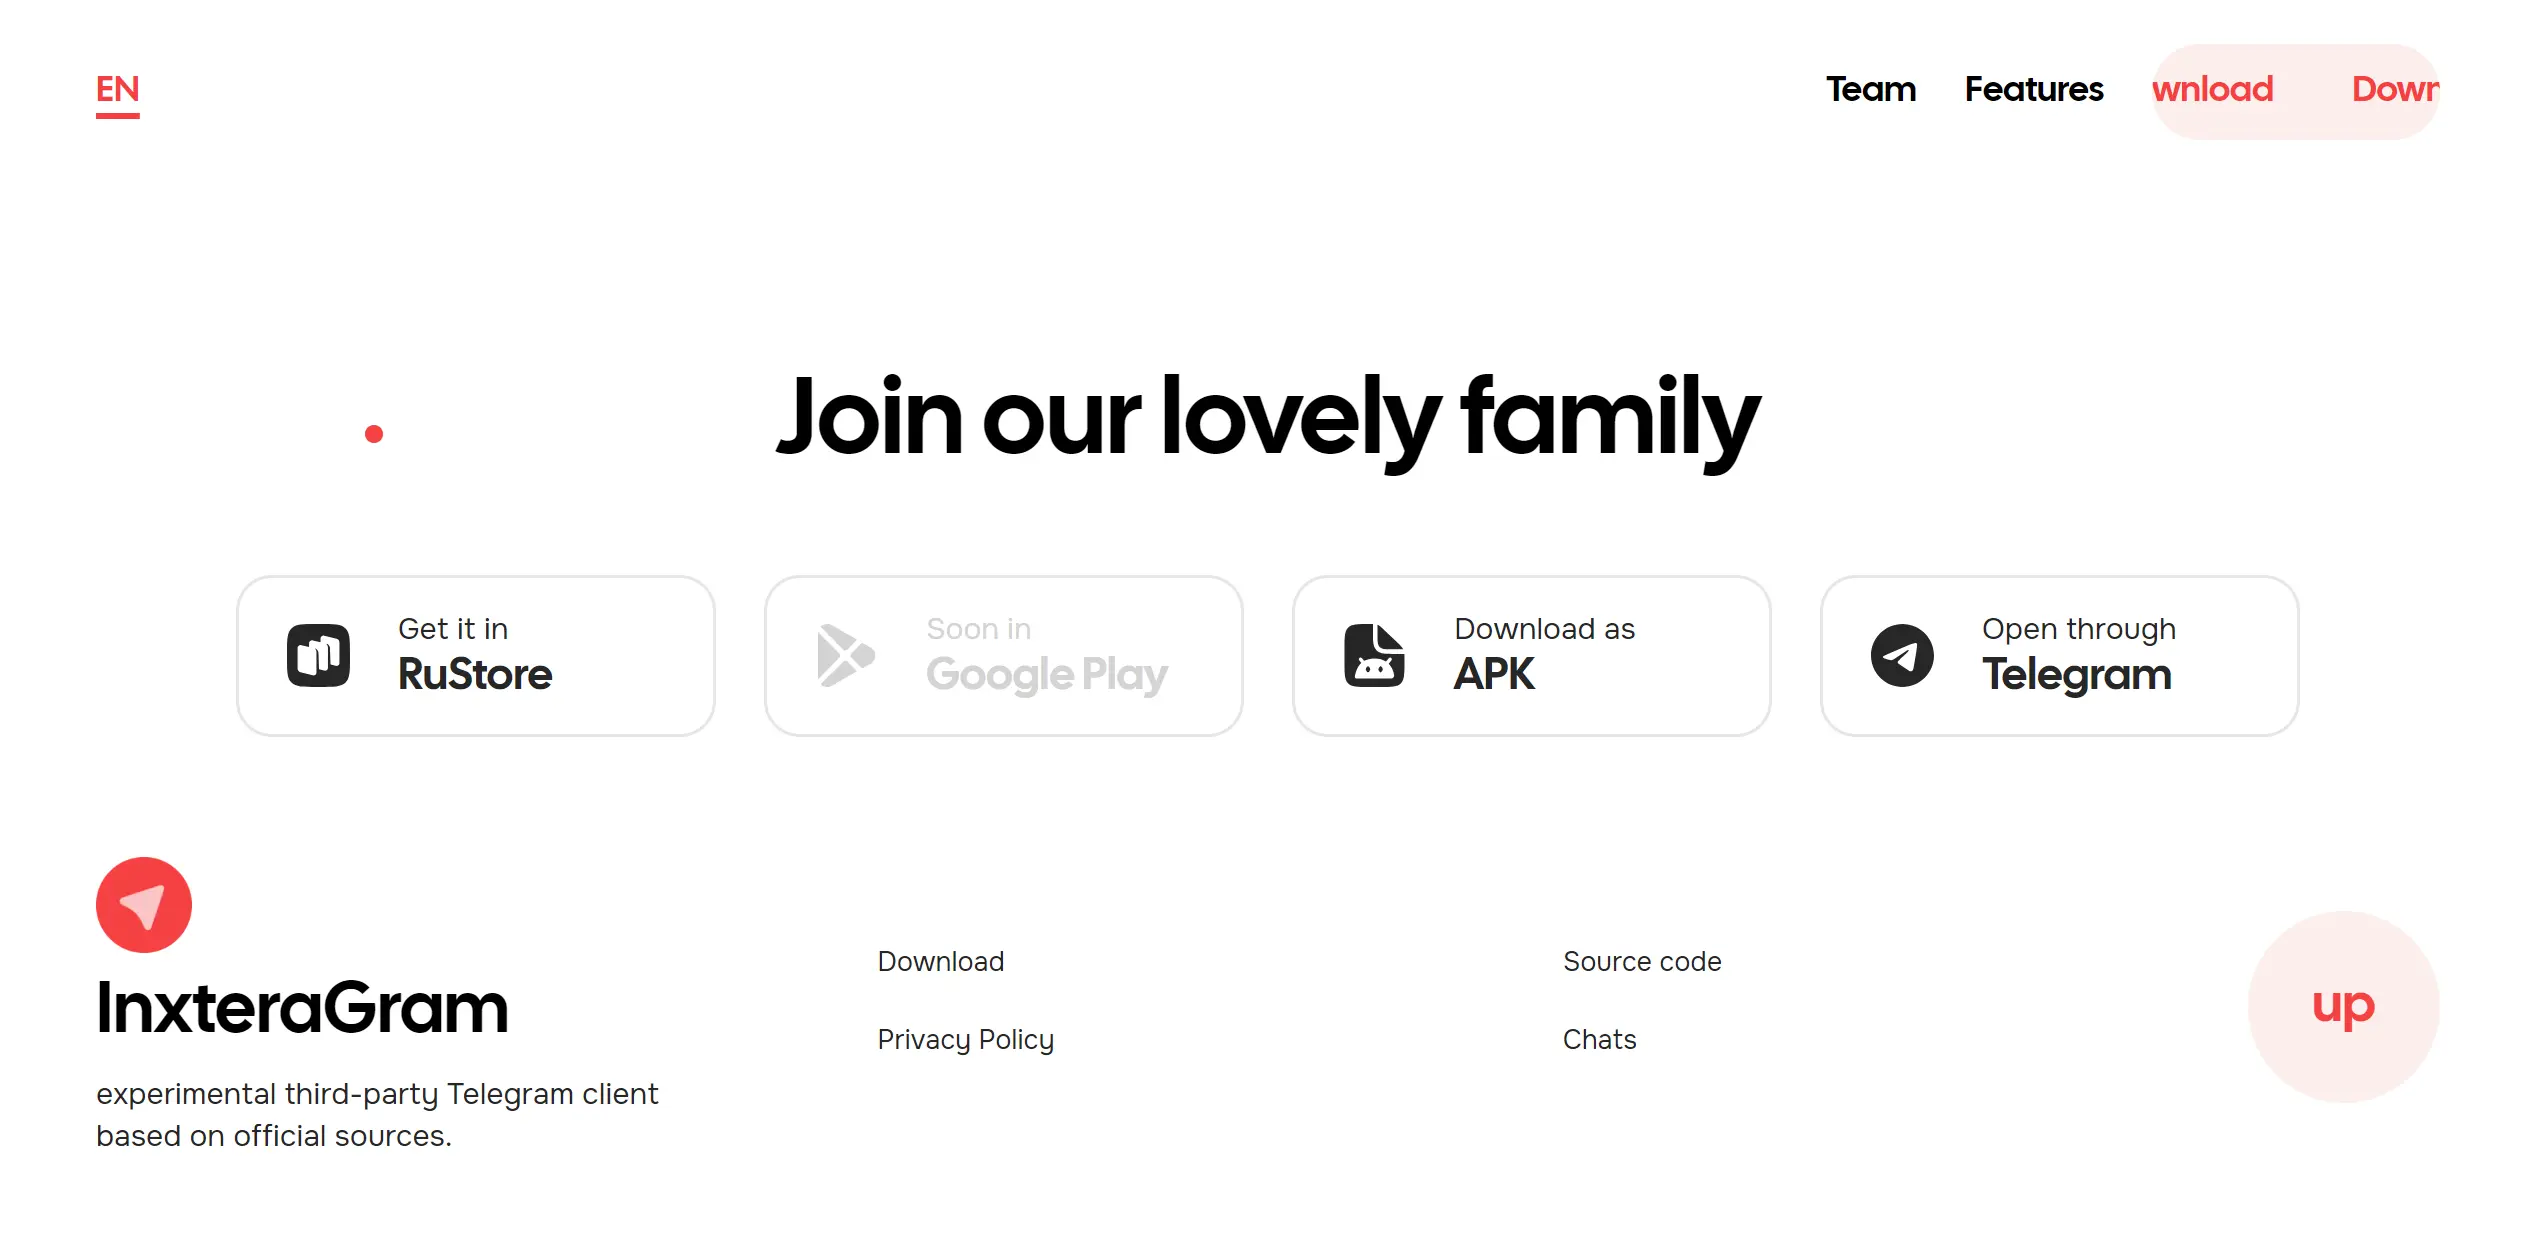 EN
Team Features wnload Down
Join our lovely family
Get it in
RuStore
Soon in
Google Play
Download as
APK
Open through
Telegram
InxteraGram
experimental third-party Telegram client
based on official sources.
Download
Privacy Policy
Source code
Chats
up